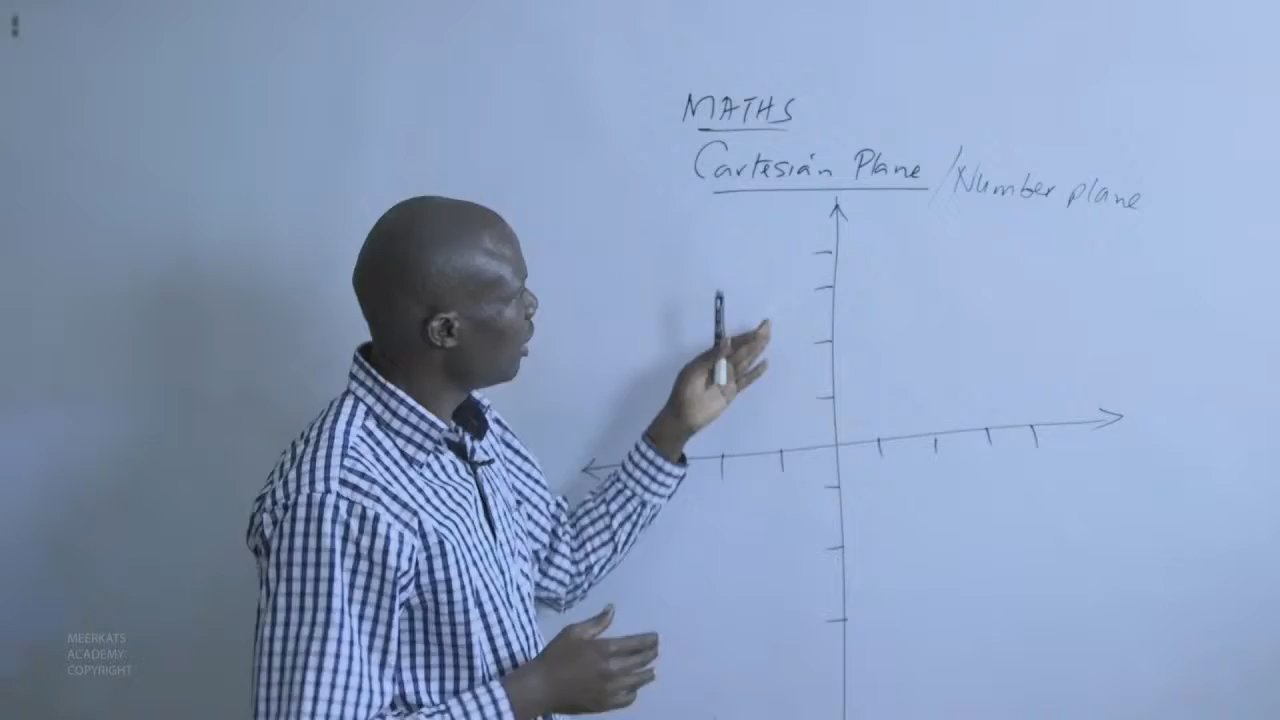 MATHS
Cartesian Plane / Number plane
MEERKATS
ACADEMY
COPYRIGHT